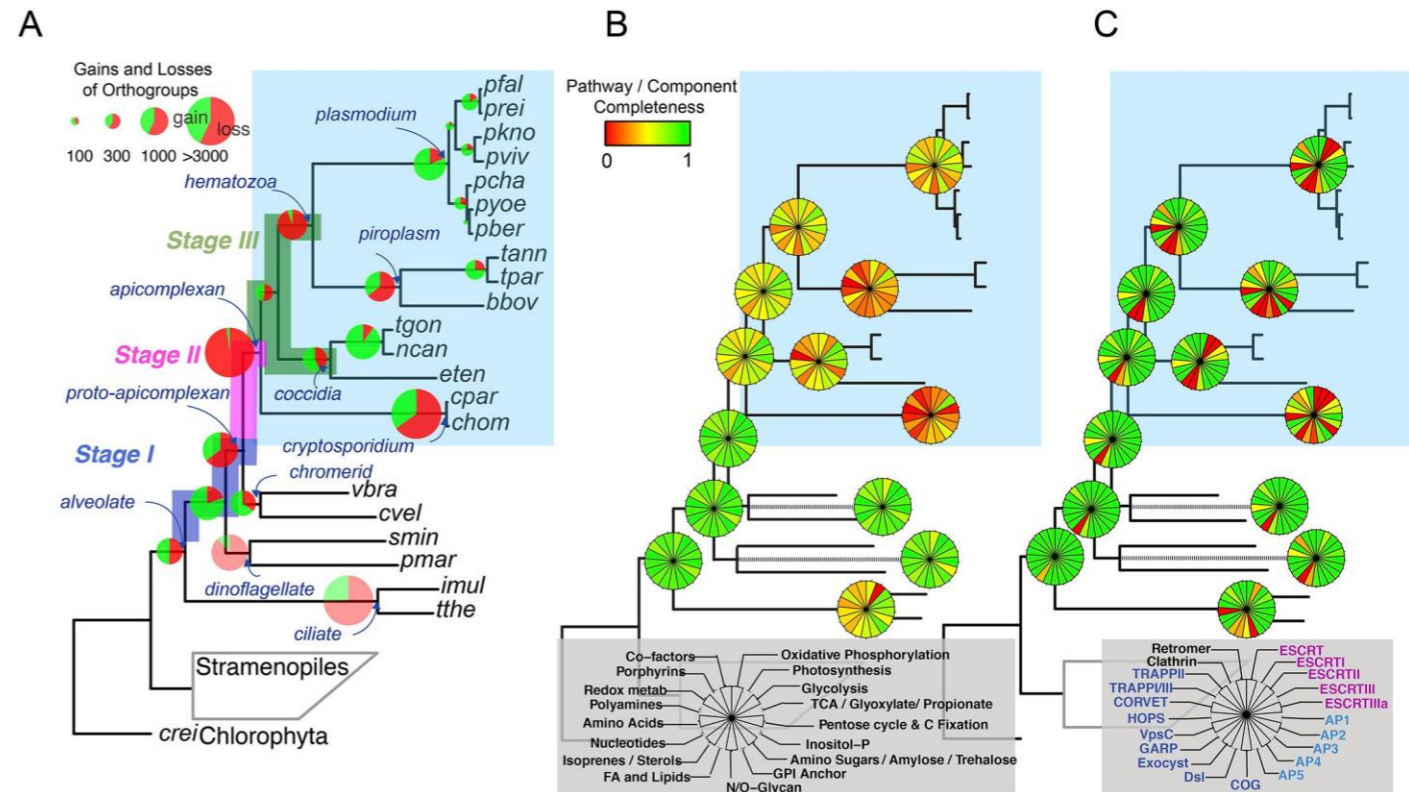 A
Gains and Losses
of Orthogroups
gain
loss
100 300 1000 >3000
pfal
prei
pkno
pviv
pcha
pyoe
pber
tann
tpar
bbov
tgon
ncan
eten
cpar
chom
vbra
cvel
smin
pmar
imul
tthe
plasmodium
hematozoa
piroplasm
Stage III
apicomplexan
Stage II
proto-apicomplexan
coccidia
cryptosporidium
Stage I
chromerid
alveolate
dinoflagellate
ciliate
Stramenopiles
crei Chlorophyta
B
Pathway / Component
Completeness
0 1
Co-factors
Porphyrins
Redox metab
Polyamines
Amino Acids
Nucleotides
Isoprenes / Sterols
FA and Lipids
N/O-Glycan
Oxidative Phosphorylation
Photosynthesis
Glycolysis
TCA / Glyoxylate/ Propionate
Pentose cycle & C Fixation
Inositol-P
Amino Sugars / Amylose / Trehalose
GPI Anchor
C
Retromer
Clathrin
TRAPPII
TRAPPI/III
CORVET
HOPS
VpsC
GARP
Exocyst
Dsl
COG
ESCRT
ESCRTI
ESCRTII
ESCRTIII
ESCRTIIIa
AP1
AP2
AP3
AP4
AP5